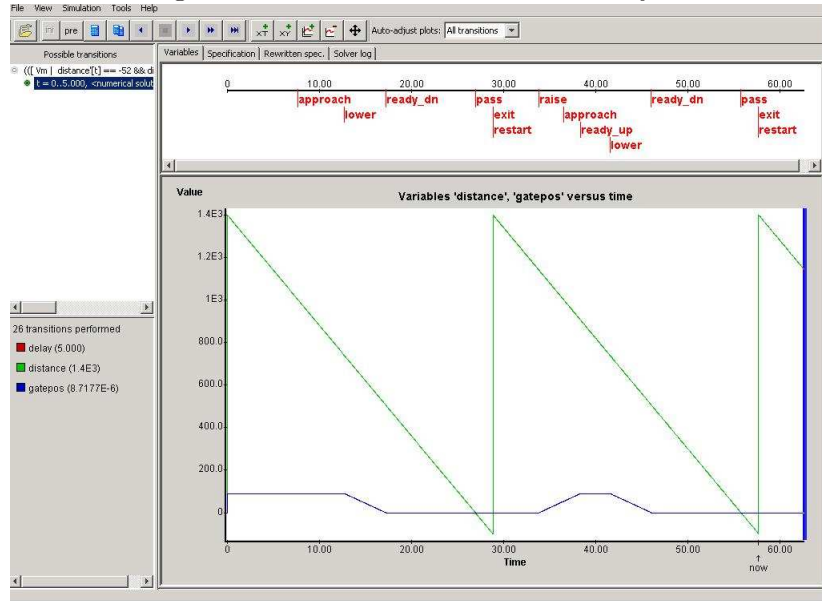 File View Simulation Tools Help
pre
Auto-adjust plots: All transitions
Possible transitions
(([ Vm | distance'[t] == -52 && di
t = 0..5.000, <numerical solut
Variables Specification Rewritten spec. Solver log
0 10.00 20.00 30.00 40.00 50.00 60.00
approach ready_dn pass raise ready_dn pass
lower exit approach exit
restart ready_up restart
lower
Value
Variables 'distance', 'gatepos' versus time
1.4E3
1.2E3
1E3
800.0
600.0
400.0
200.0
0
0 10.00 20.00 30.00 40.00 50.00 60.00
Time
↑
now
26 transitions performed
delay (5.000)
distance (1.4E3)
gatepos (8.7177E-6)